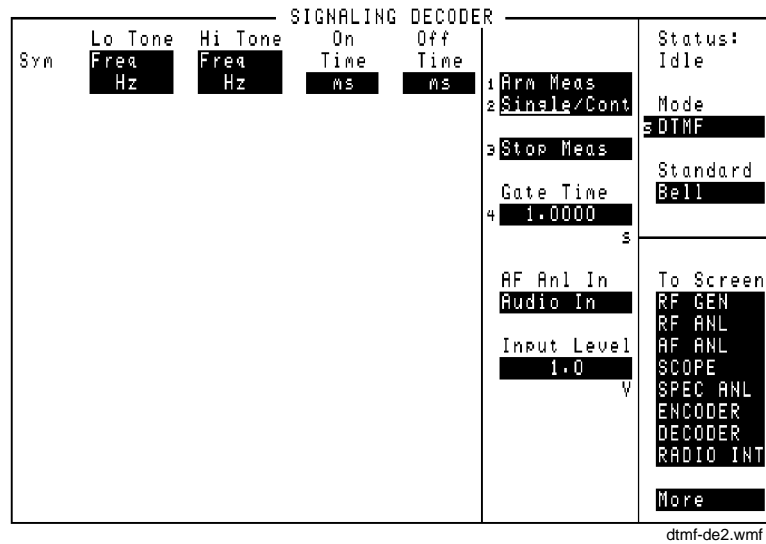 SIGNALING DECODER
Sym
Lo Tone
Freq
Hz
Hi Tone
Freq
Hz
On
Time
ms
Off
Time
ms
1 Arm Meas
2 Single/Cont
3 Stop Meas
Gate Time
4 1.0000
s
AF Anl In
Audio In
Input Level
1.0
V
Status:
Idle
Mode
5 DTMF
Standard
Bell
To Screen
RF GEN
RF ANL
AF ANL
SCOPE
SPEC ANL
ENCODER
DECODER
RADIO INT
More
dtmf-de2.wmf